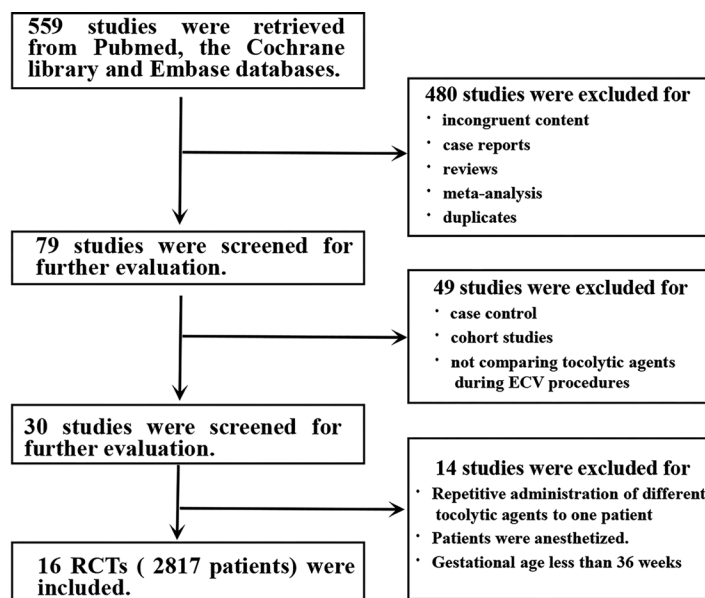 559 studies were retrieved
from Pubmed, the Cochrane
library and Embase databases.
480 studies were excluded for
· incongruent content
· case reports
· reviews
· meta-analysis
· duplicates
79 studies were screened for
further evaluation.
49 studies were excluded for
· case control
· cohort studies
· not comparing tocolytic agents
during ECV procedures
30 studies were screened for
further evaluation.
14 studies were excluded for
· Repetitive administration of different
tocolytic agents to one patient
· Patients were anesthetized.
· Gestational age less than 36 weeks
16 RCTs ( 2817 patients) were
included.